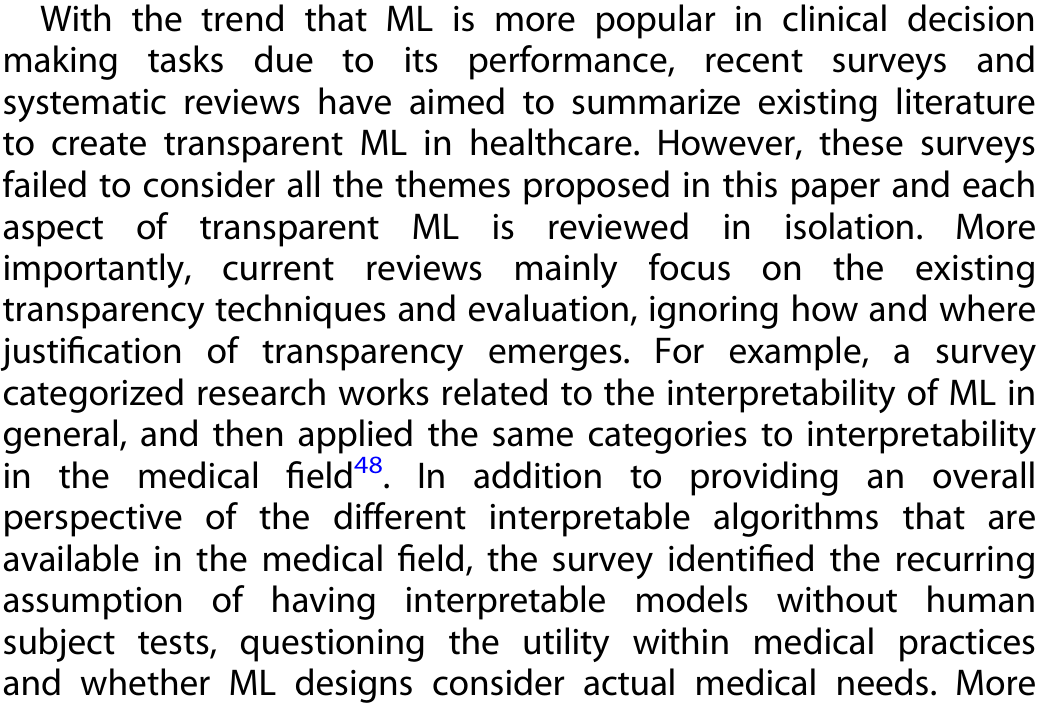 With the trend that ML is more popular in clinical decision
making tasks due to its performance, recent surveys and
systematic reviews have aimed to summarize existing literature
to create transparent ML in healthcare. However, these surveys
failed to consider all the themes proposed in this paper and each
aspect of transparent ML is reviewed in isolation. More
importantly, current reviews mainly focus on the existing
transparency techniques and evaluation, ignoring how and where
justification of transparency emerges. For example, a survey
categorized research works related to the interpretability of ML in
general, and then applied the same categories to interpretability
in the medical field48. In addition to providing an overall
perspective of the different interpretable algorithms that are
available in the medical field, the survey identified the recurring
assumption of having interpretable models without human
subject tests, questioning the utility within medical practices
and whether ML designs consider actual medical needs. More